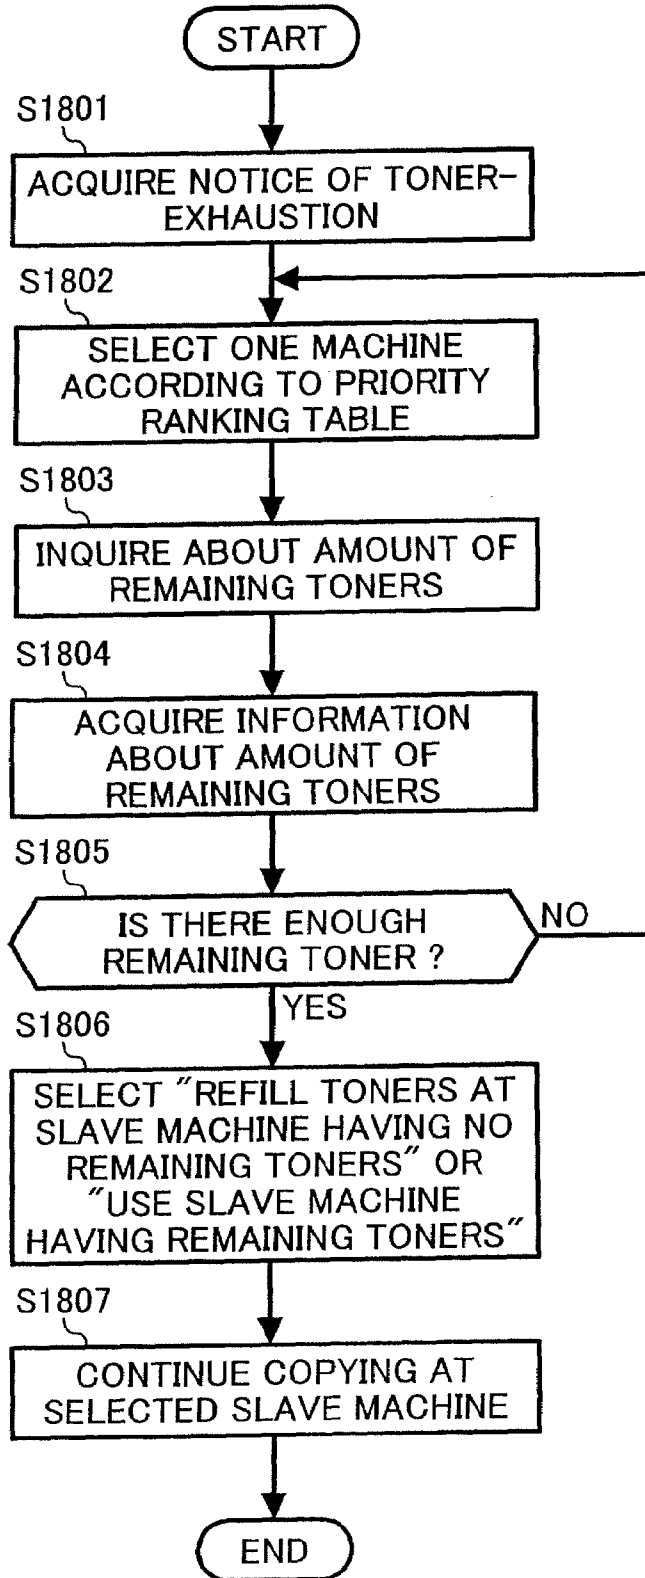 START
S1801
ACQUIRE NOTICE OF TONER-
EXHAUSTION
S1802
SELECT ONE MACHINE
ACCORDING TO PRIORITY
RANKING TABLE
S1803
INQUIRE ABOUT AMOUNT OF
REMAINING TONERS
S1804
ACQUIRE INFORMATION
ABOUT AMOUNT OF
REMAINING TONERS
S1805
IS THERE ENOUGH
REMAINING TONER ?
NO
YES
S1806
SELECT "REFILL TONERS AT
SLAVE MACHINE HAVING NO
REMAINING TONERS" OR
"USE SLAVE MACHINE
HAVING REMAINING TONERS"
S1807
CONTINUE COPYING AT
SELECTED SLAVE MACHINE
END